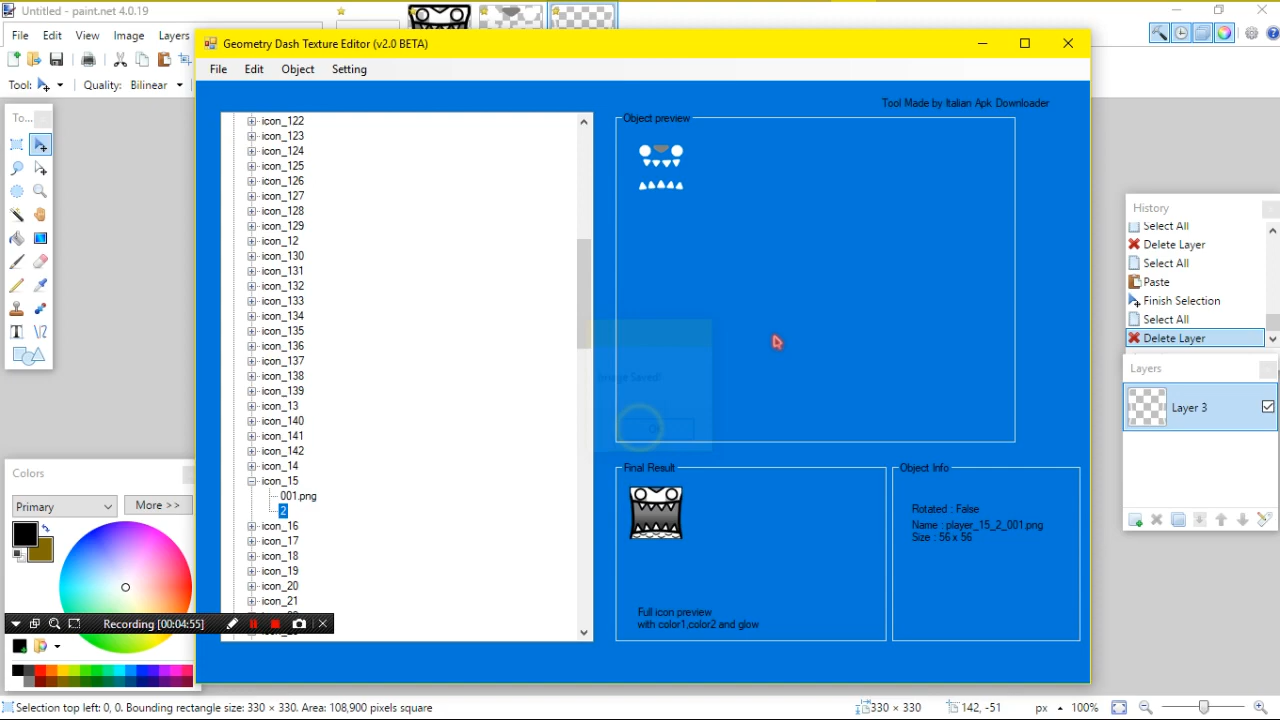 Untitled - paint.net 4.0.19
File Edit View Image Layers
Tool: Quality: Bilinear
To...
Geometry Dash Texture Editor (v2.0 BETA)
File Edit Object Setting
Tool Made by Italian Apk Downloader
icon_122
icon_123
icon_124
icon_125
icon_126
icon_127
icon_128
icon_129
icon_12
icon_130
icon_131
icon_132
icon_133
icon_134
icon_135
icon_136
icon_137
icon_138
icon_139
icon_13
icon_140
icon_141
icon_142
icon_14
icon_15
001.png
2
icon_16
icon_17
icon_18
icon_19
icon_20
icon_21
Object preview
Image Saved!
Final Result
Full icon preview
with color1,color2 and glow
Object Info
Rotated : False
Name : player_15_2_001.png
Size : 56 x 56
History
Select All
Delete Layer
Select All
Paste
Finish Selection
Select All
Delete Layer
Layers
Layer 3
Colors
Primary More >>
Recording [00:04:55]
Selection top left: 0, 0. Bounding rectangle size: 330 × 330. Area: 108,900 pixels square
330 × 330 142, -51 px 100%